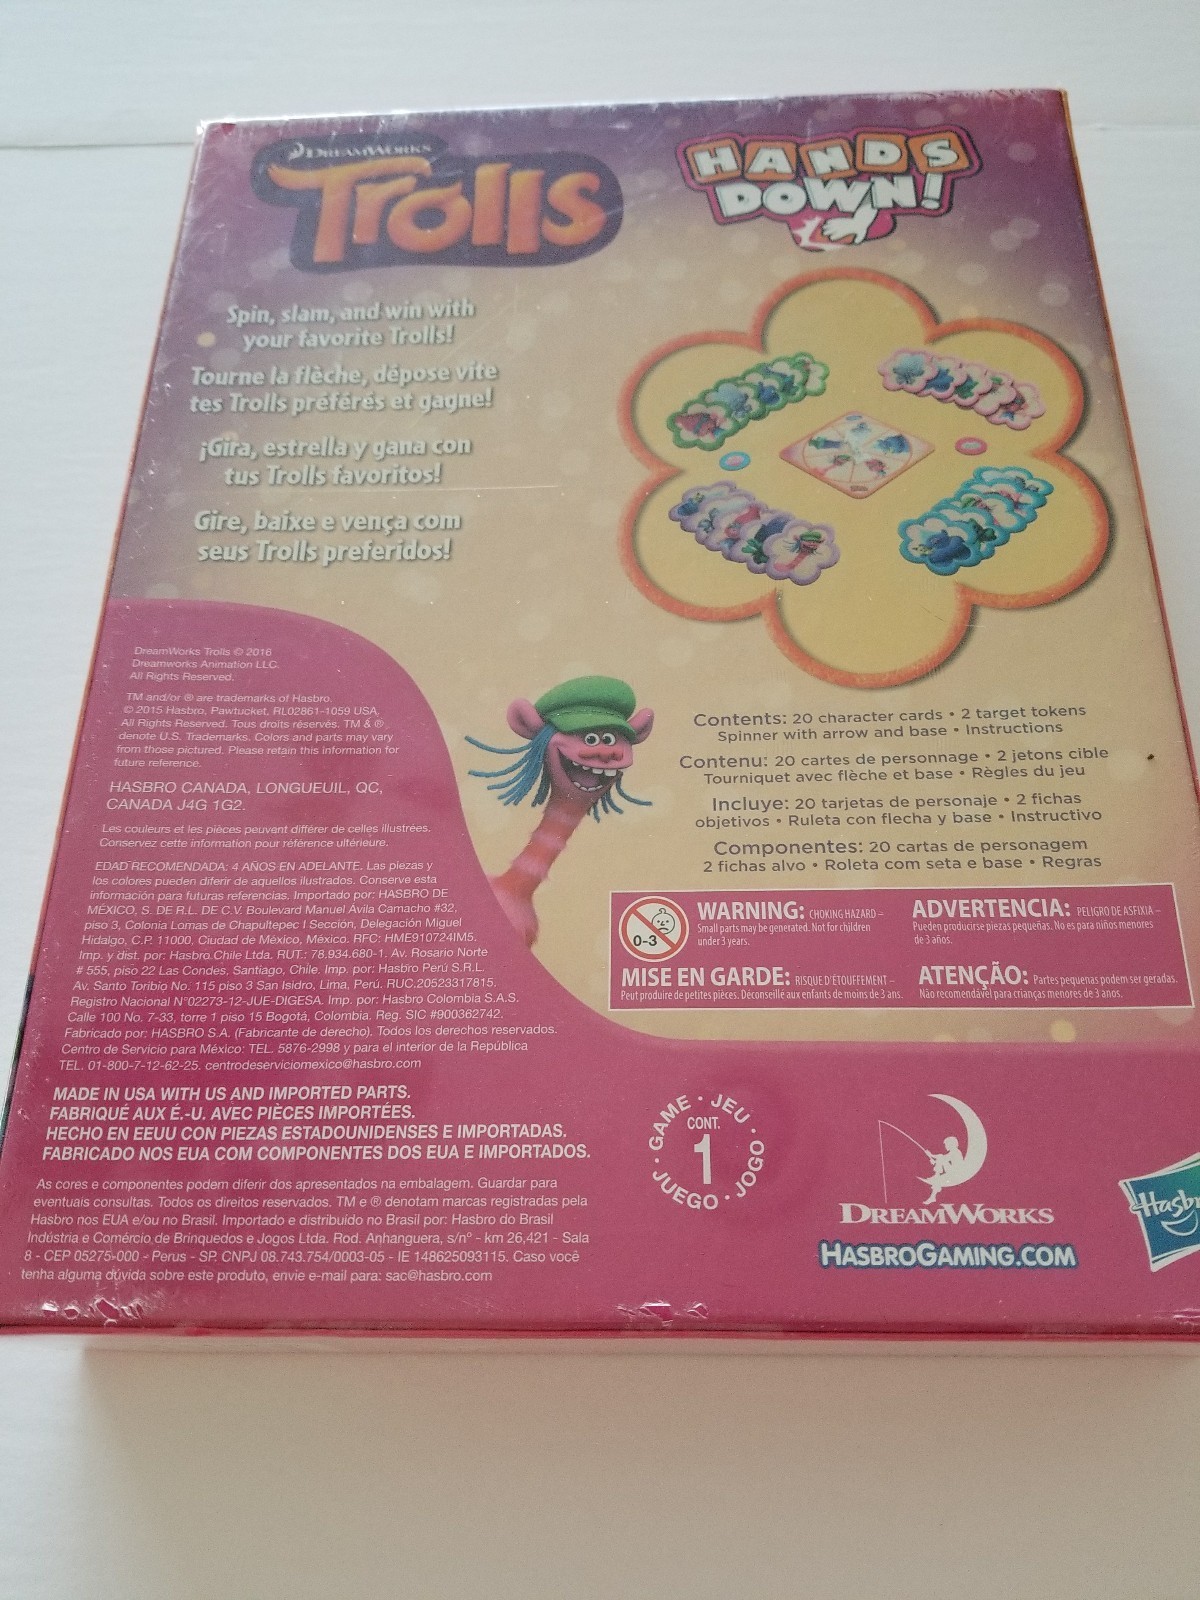 DREAMWORKS
Trolls
HANDS
DOWN!
Spin, slam, and win with
your favorite Trolls!
Tourne la flèche, dépose vite
tes Trolls préférés et gagne!
¡Gira, estrella y gana con
tus Trolls favoritos!
Gire, baixe e vença com
seus Trolls preferidos!
DreamWorks Trolls © 2016
Dreamworks Animation LLC.
All Rights Reserved.
TM and/or ® are trademarks of Hasbro.
© 2015 Hasbro, Pawtucket, RI 02861-1059 USA.
All Rights Reserved. Tous droits réservés. TM & ®
denote U.S. Trademarks. Colors and parts may vary
from those pictured. Please retain this information for
future reference.
HASBRO CANADA, LONGUEUIL, QC,
CANADA J4G 1G2.
Les couleurs et les pièces peuvent différer de celles illustrées.
Conservez cette information pour référence ultérieure.
EDAD RECOMENDADA: 4 AÑOS EN ADELANTE. Las piezas y
los colores pueden diferir de aquellos ilustrados. Conserve esta
información para futuras referencias. Importado por: HASBRO DE
MÉXICO, S. DE R.L. DE C.V. Boulevard Manuel Ávila Camacho #32,
piso 3, Colonia Lomas de Chapultepec I Sección, Delegación Miguel
Hidalgo, C.P. 11000, Ciudad de México, México. RFC: HME910724IM5.
Imp. y dist. por: Hasbro Chile Ltda. RUT.: 78.934.680-1. Av. Rosario Norte
# 555, piso 22 Las Condes. Santiago, Chile. Imp. por: Hasbro Perú S.R.L.
Av. Santo Toribio No. 115 piso 3 San Isidro, Lima, Perú. RUC.20523317815.
Registro Nacional N°02273-12-JUE-DIGESA. Imp. por: Hasbro Colombia S.A.S.
Calle 100 No. 7-33, torre 1 piso 15 Bogotá, Colombia. Reg. SIC #900362742.
Fabricado por: HASBRO S.A. (Fabricante de derecho). Todos los derechos reservados.
Centro de Servicio para México: TEL. 5876-2998 y para el interior de la República
TEL. 01-800-7-12-62-25. centrodeserviciomexico@hasbro.com
MADE IN USA WITH US AND IMPORTED PARTS.
FABRIQUÉ AUX É.-U. AVEC PIÈCES IMPORTÉES.
HECHO EN EEUU CON PIEZAS ESTADOUNIDENSES E IMPORTADAS.
FABRICADO NOS EUA COM COMPONENTES DOS EUA E IMPORTADOS.
As cores e componentes podem diferir dos apresentados na embalagem. Guardar para
eventuais consultas. Todos os direitos reservados. TM e ® denotam marcas registradas pela
Hasbro nos EUA e/ou no Brasil. Importado e distribuído no Brasil por: Hasbro do Brasil
Indústria e Comércio de Brinquedos e Jogos Ltda. Rod. Anhanguera, s/nº - km 26,421 - Sala
8 - CEP 05275-000 - Perus - SP. CNPJ 08.743.754/0003-05 - IE 148625093115. Caso você
tenha alguma dúvida sobre este produto, envie e-mail para: sac@hasbro.com
Contents: 20 character cards • 2 target tokens
Spinner with arrow and base • Instructions
Contenu: 20 cartes de personnage • 2 jetons cible
Tourniquet avec flèche et base • Règles du jeu
Incluye: 20 tarjetas de personaje • 2 fichas
objetivos • Ruleta con flecha y base • Instructivo
Componentes: 20 cartas de personagem
2 fichas alvo • Roleta com seta e base • Regras
0-3
WARNING: CHOKING HAZARD –
Small parts may be generated. Not for children
under 3 years.
ADVERTENCIA: PELIGRO DE ASFIXIA –
Pueden producirse piezas pequeñas. No es para niños menores
de 3 años.
MISE EN GARDE: RISQUE D'ÉTOUFFEMENT –
Peut produire de petites pièces. Déconseillé aux enfants de moins de 3 ans.
ATENÇÃO: Partes pequenas podem ser geradas.
Não recomendável para crianças menores de 3 anos.
GAME • JEU • JOGO • JUEGO •
CONT.
1
DREAMWORKS
HASBROGAMING.COM
Hasbr